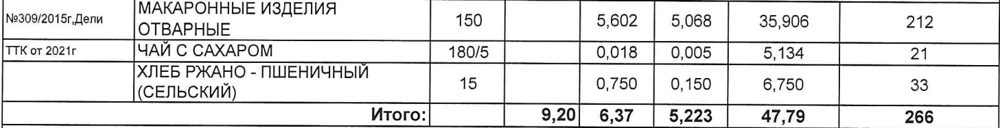 №309/2015г,Дели МАКАРОННЫЕ ИЗДЕЛИЯ ОТВАРНЫЕ 150 5,602 5,068 35,906 212
ТТК от 2021г ЧАЙ С САХАРОМ 180/5 0,018 0,005 5,134 21
ХЛЕБ РЖАНО - ПШЕНИЧНЫЙ (СЕЛЬСКИЙ) 15 0,750 0,150 6,750 33
Итого: 9,20 6,37 5,223 47,79 266